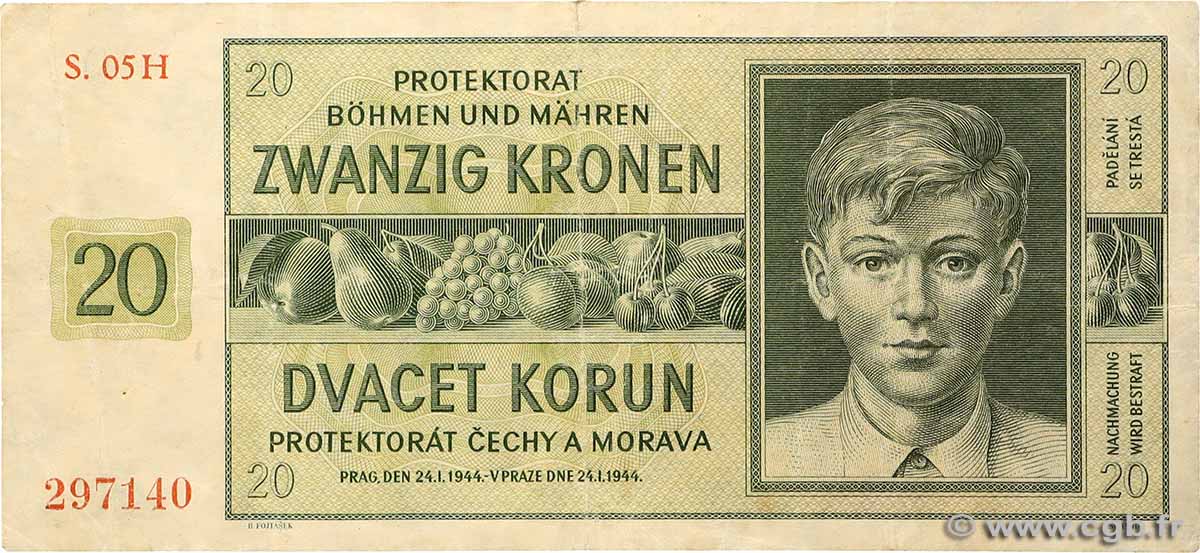 S. 05H
20
PROTEKTORAT
BÖHMEN UND MÄHREN
ZWANZIG KRONEN
20
PADĚLÁNÍ
SE TRESTÁ
20
DVACET KORUN
PROTEKTORÁT ČECHY A MORAVA
PRAG, DEN 24.I.1944.-V PRAZE DNE 24.I.1944.
297140
20
NACHMACHUNG
WIRD BESTRAFT
20
B. FOJTAŠEK
© www.cgb.fr